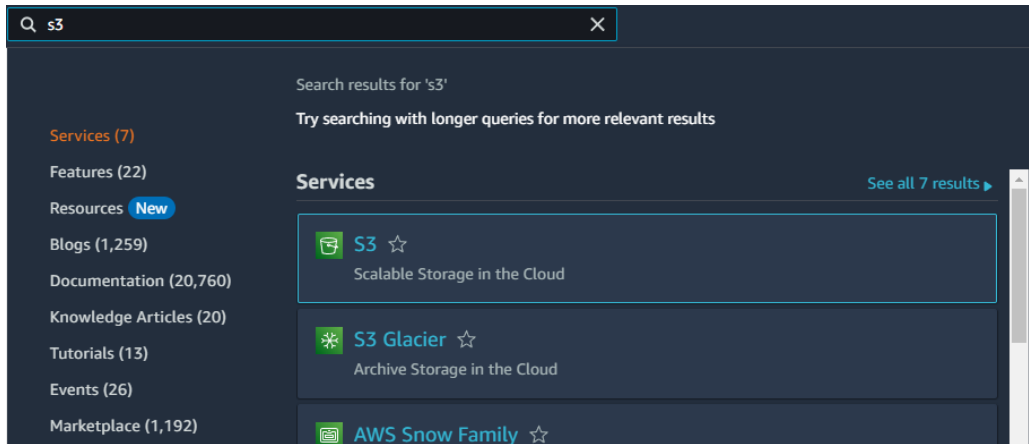 s3
Search results for 's3'
Try searching with longer queries for more relevant results
Services (7)
Features (22)
Resources New
Blogs (1,259)
Documentation (20,760)
Knowledge Articles (20)
Tutorials (13)
Events (26)
Marketplace (1,192)
Services
See all 7 results
S3
Scalable Storage in the Cloud
S3 Glacier
Archive Storage in the Cloud
AWS Snow Family